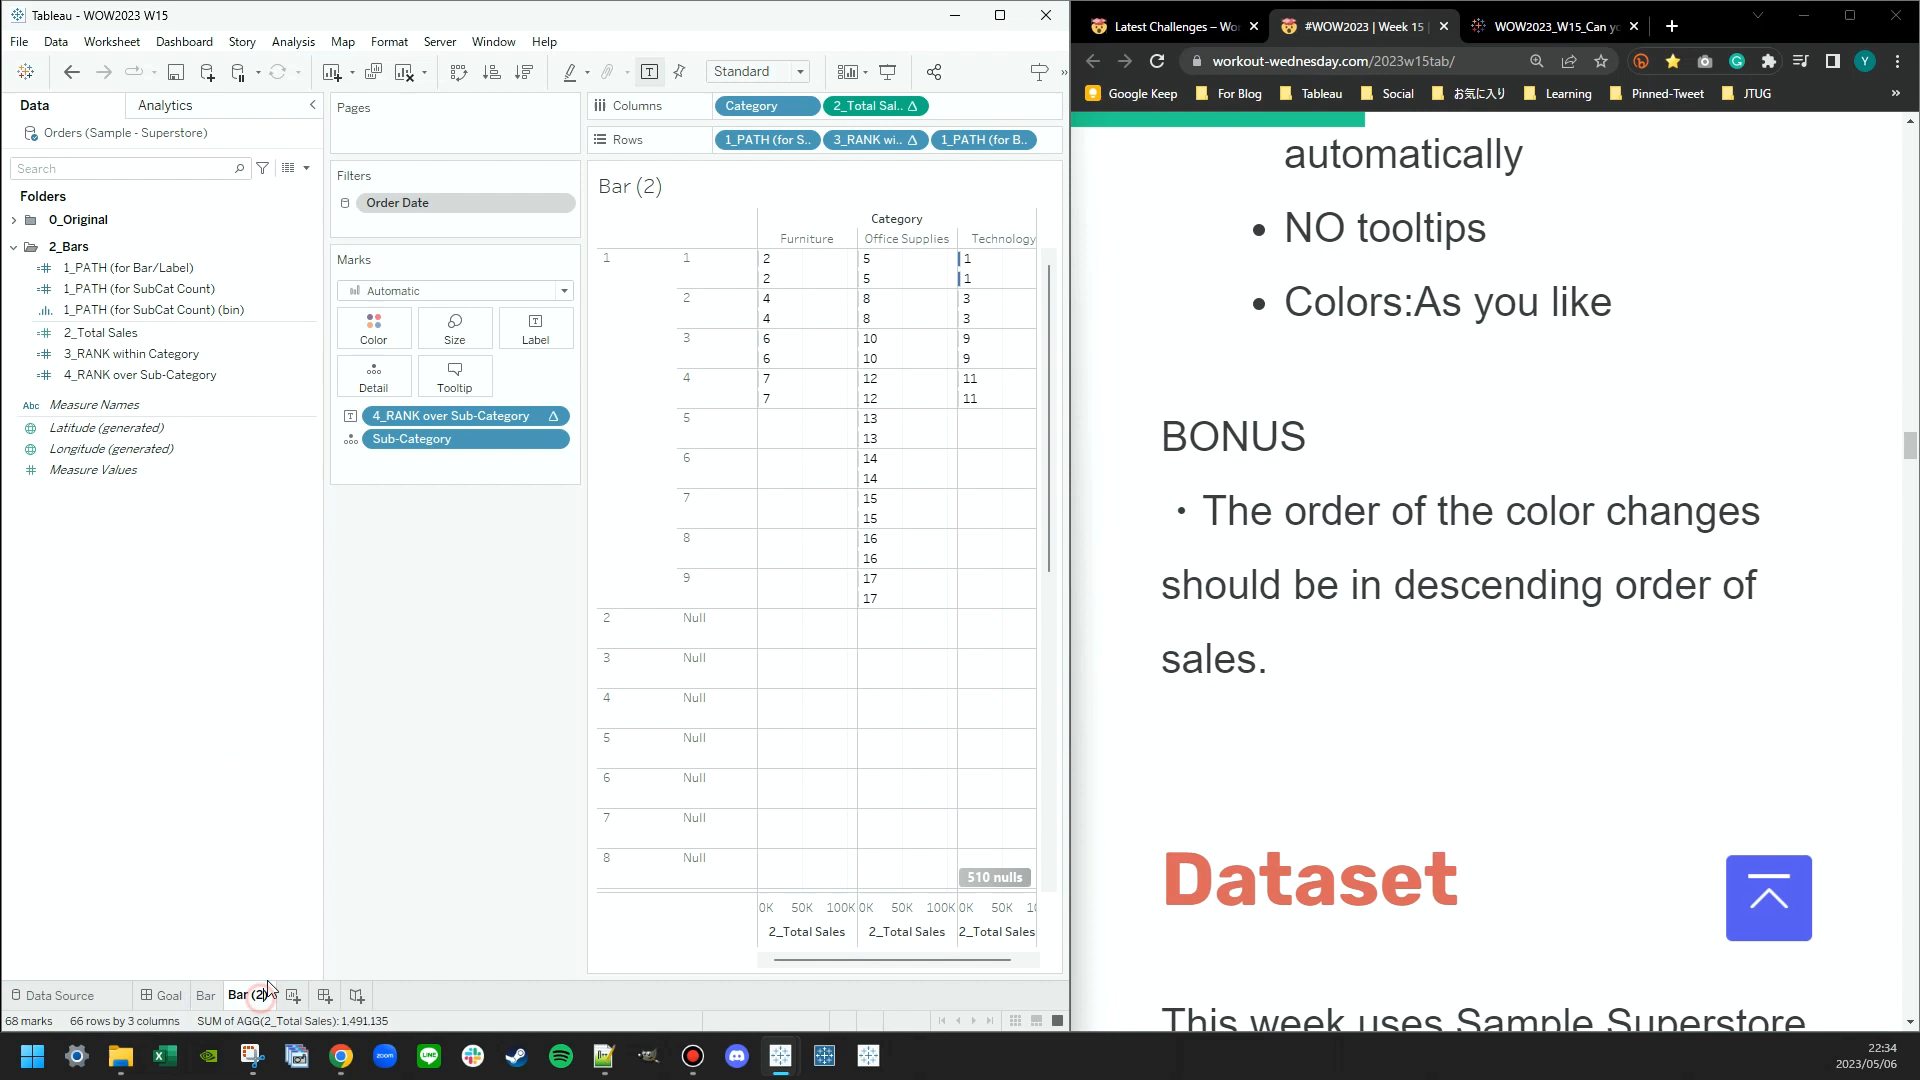 Tableau - WOW2023 W15
File Data Worksheet Dashboard Story Analysis Map Format Server Window Help
Standard
Data Analytics
Orders (Sample - Superstore)
Search
Folders
0_Original
2_Bars
1_PATH (for Bar/Label)
1_PATH (for SubCat Count)
1_PATH (for SubCat Count) (bin)
2_Total Sales
3_RANK within Category
4_RANK over Sub-Category
Abc Measure Names
Latitude (generated)
Longitude (generated)
Measure Values
Pages
Filters
Order Date
Marks
Automatic
Color Size Label
Detail Tooltip
4_RANK over Sub-Category
Sub-Category
Columns Category 2_Total Sal..
Rows 1_PATH (for S.. 3_RANK wi.. 1_PATH (for B..
Bar (2)
Category
Furniture Office Supplies Technology
1 1 2 5 1
2 5 1
2 4 8 3
4 8 3
3 6 10 9
6 10 9
4 7 12 11
7 12 11
5 13
13
6 14
14
7 15
15
8 16
16
9 17
17
2 Null
3 Null
4 Null
5 Null
6 Null
7 Null
8 Null
510 nulls
0K 50K 100K 0K 50K 100K 0K 50K
2_Total Sales 2_Total Sales 2_Total Sales
Data Source Goal Bar Bar (2)
68 marks 66 rows by 3 columns SUM of AGG(2_Total Sales): 1,491,135
Latest Challenges – Wo #WOW2023 | Week 15 WOW2023_W15_Can yo
workout-wednesday.com/2023w15tab/
Y
Google Keep For Blog Tableau Social お気に入り Learning Pinned-Tweet JTUG
automatically
• NO tooltips
• Colors:As you like
BONUS
・The order of the color changes
should be in descending order of
sales.
Dataset
This week uses Sample Superstore
zoom
LINE
22:34
2023/05/06